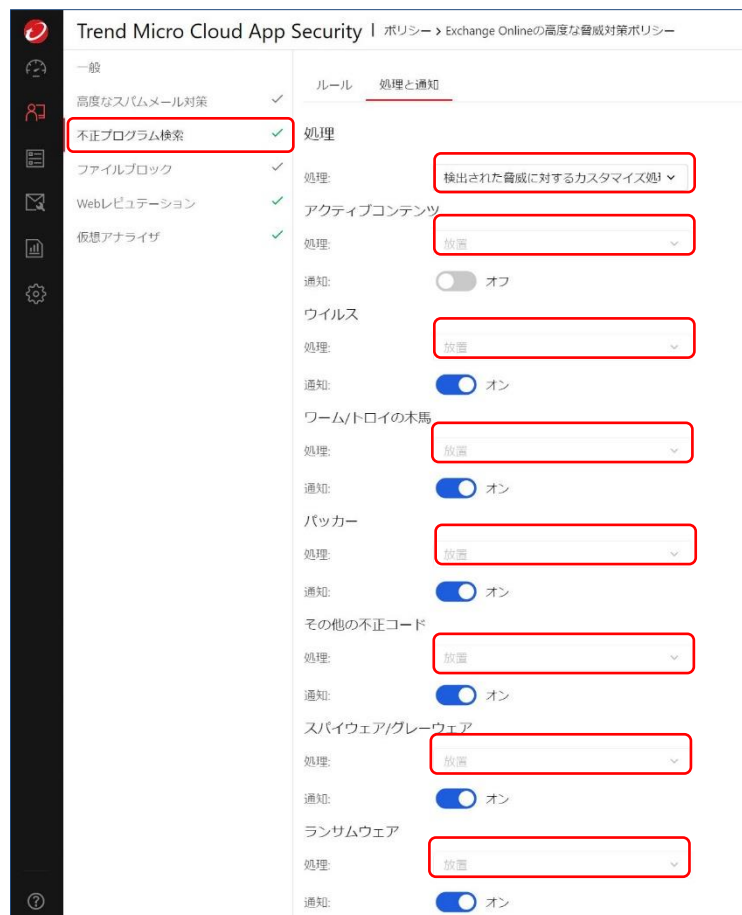 Trend Micro Cloud App Security | ポリシー > Exchange Onlineの高度な脅威対策ポリシー
一般
高度なスパムメール対策
不正プログラム検索
ファイルブロック
Webレピュテーション
仮想アナライザ
ルール 処理と通知
処理
処理: 検出された脅威に対するカスタマイズ処理
アクティブコンテンツ
処理: 放置
通知: オフ
ウイルス
処理: 放置
通知: オン
ワーム/トロイの木馬
処理: 放置
通知: オン
パッカー
処理: 放置
通知: オン
その他の不正コード
処理: 放置
通知: オン
スパイウェア/グレーウェア
処理: 放置
通知: オン
ランサムウェア
処理: 放置
通知: オン